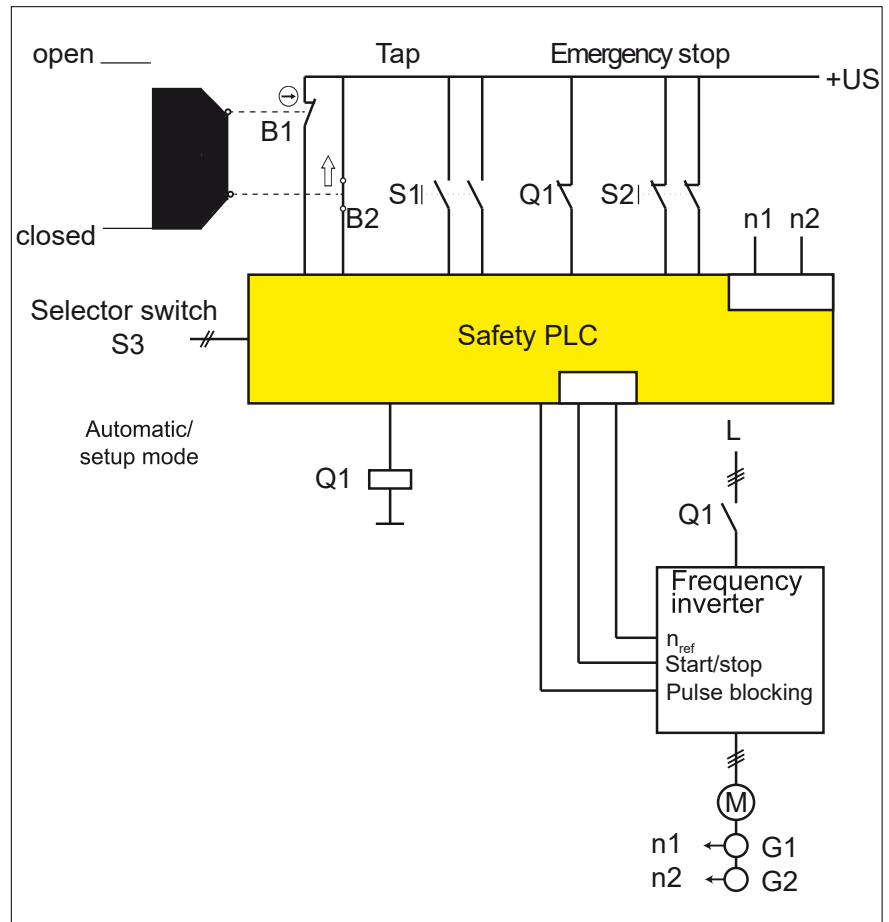 open
Tap
Emergency stop
+US
B1
S1
Q1
S2
B2
n1
n2
closed
Selector switch
S3
Safety PLC
Automatic/
setup mode
L
Q1
Q1
Frequency
inverter
nref
Start/stop
Pulse blocking
M
n1
G1
n2
G2